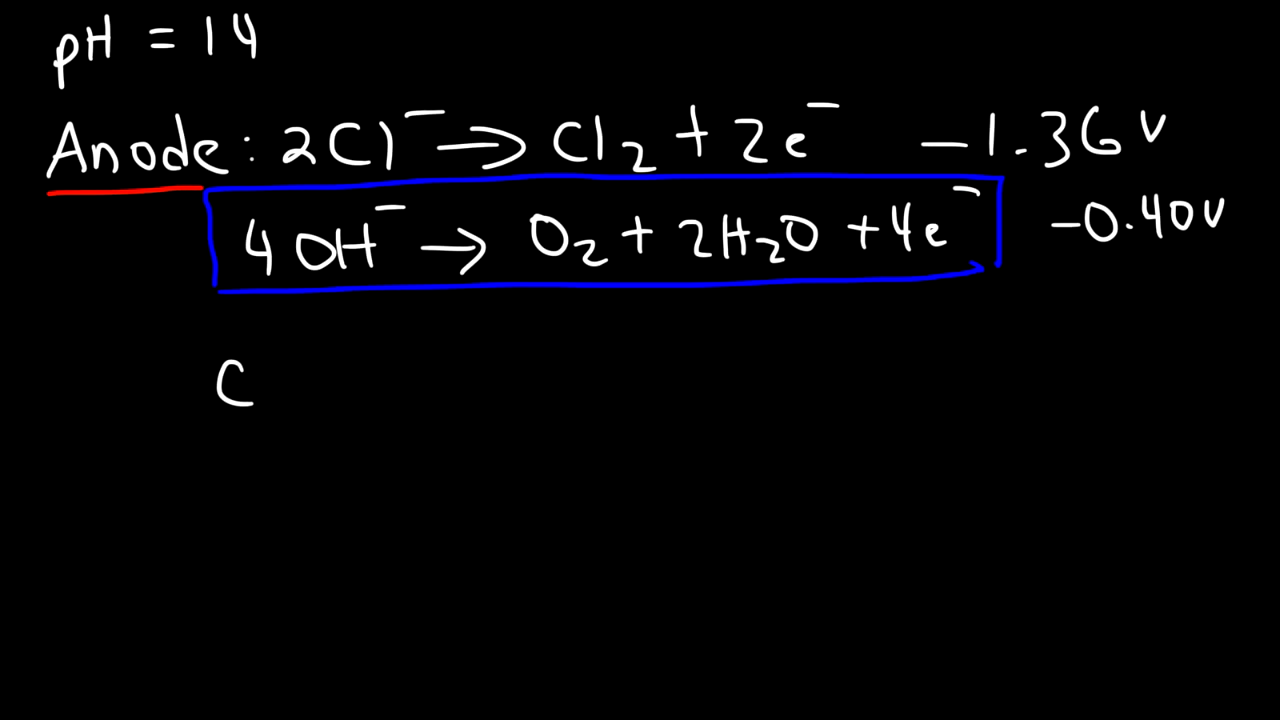 pH = 14
Anode: 2Cl⁻ → Cl₂ + 2e⁻ -1.36v
4OH⁻ → O₂ + 2H₂O + 4e⁻ -0.40v
C